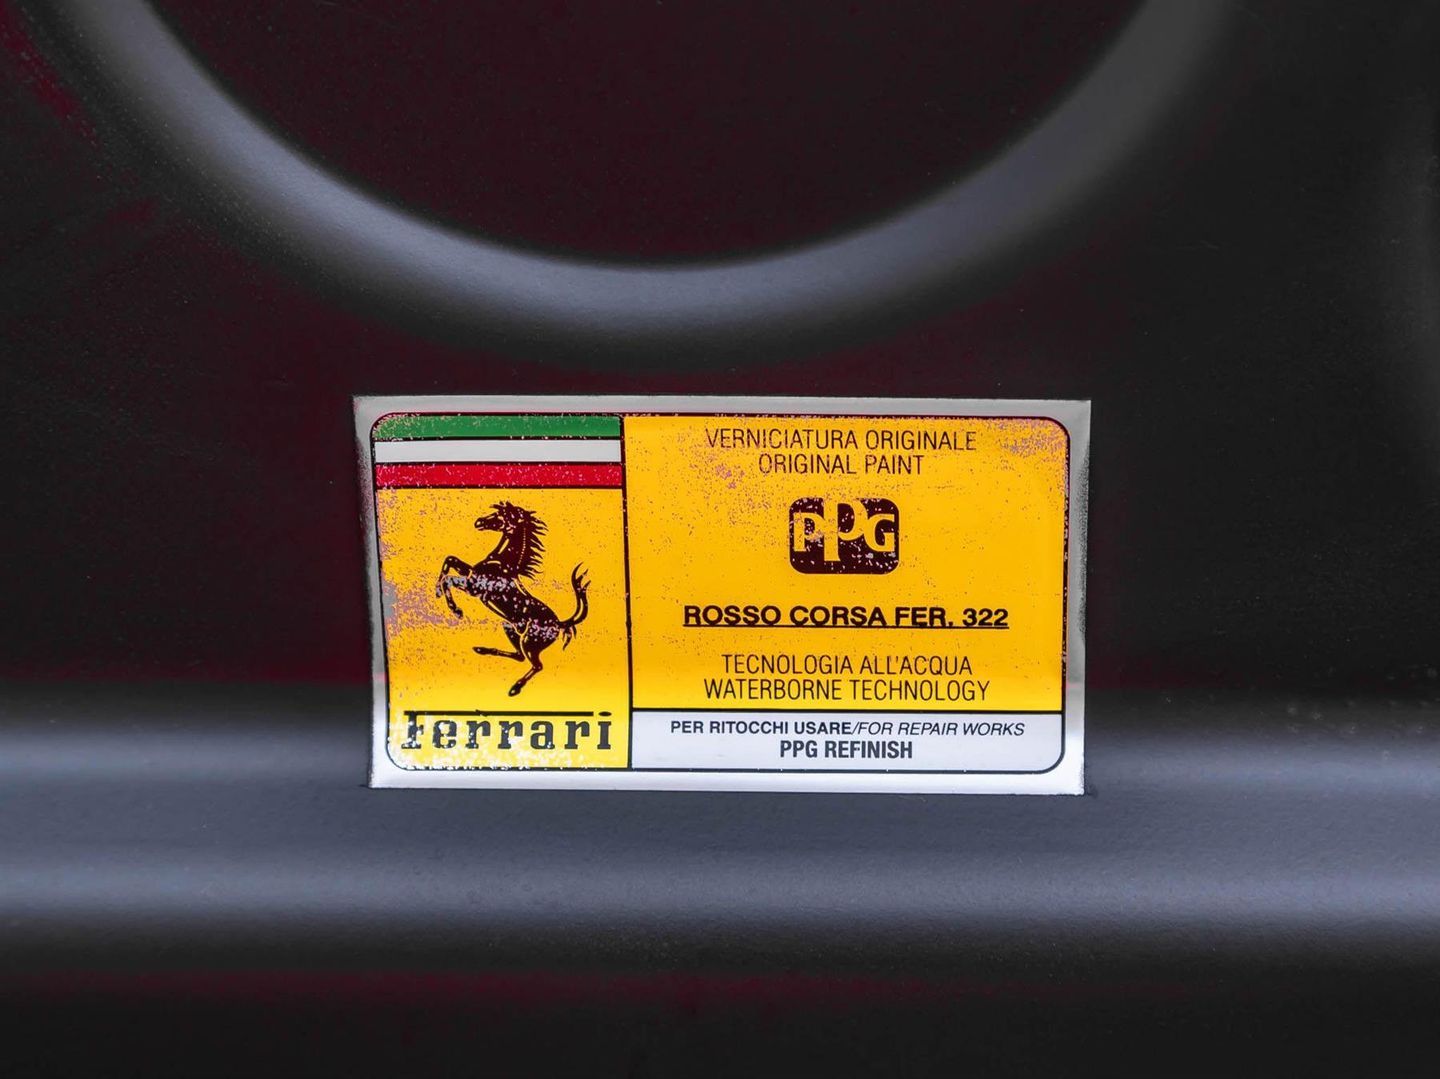 VERNICIATURA ORIGINALE
ORIGINAL PAINT
PPG
ROSSO CORSA FER. 322
TECNOLOGIA ALL'ACQUA
WATERBORNE TECHNOLOGY
Ferrari
PER RITOCCHI USARE/FOR REPAIR WORKS
PPG REFINISH